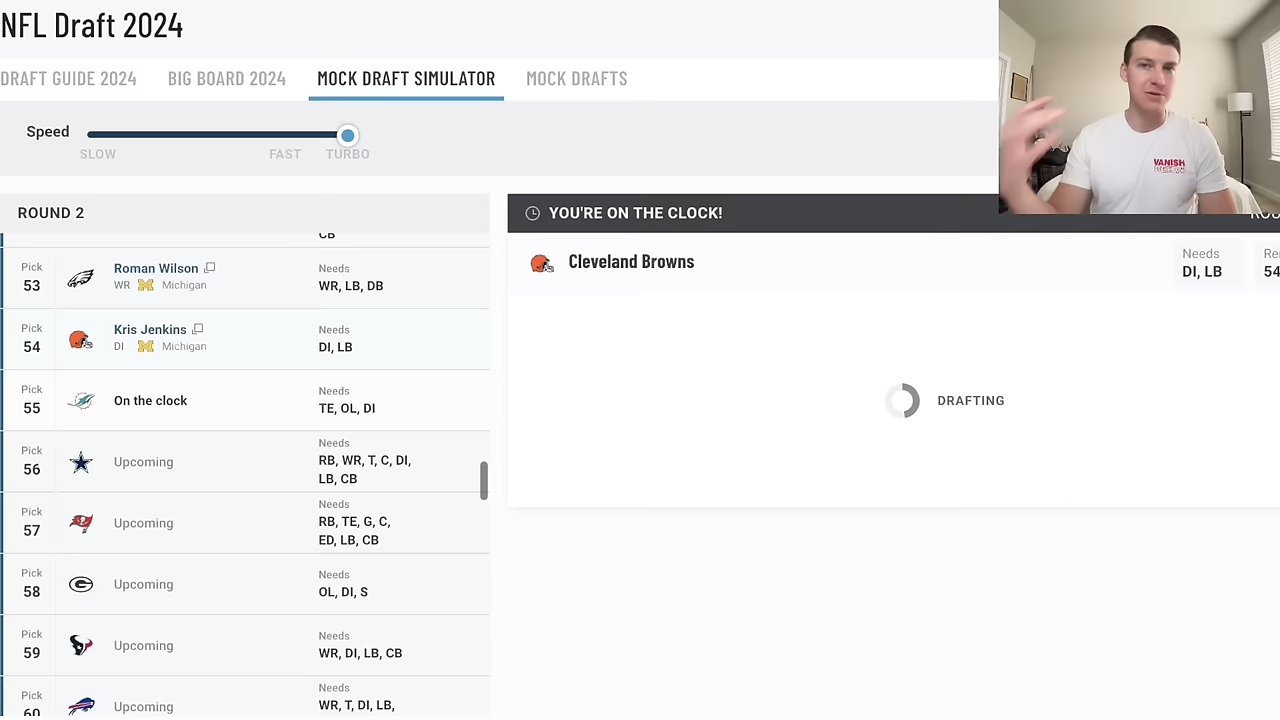 NFL Draft 2024
DRAFT GUIDE 2024 BIG BOARD 2024 MOCK DRAFT SIMULATOR MOCK DRAFTS
Speed
SLOW FAST TURBO
ROUND 2
CB
Pick 53
Roman Wilson
WR Michigan
Needs
WR, LB, DB
Pick 54
Kris Jenkins
DI Michigan
Needs
DI, LB
Pick 55
On the clock
Needs
TE, OL, DI
Pick 56
Upcoming
Needs
RB, WR, T, C, DI,
LB, CB
Pick 57
Upcoming
Needs
RB, TE, G, C,
ED, LB, CB
Pick 58
Upcoming
Needs
OL, DI, S
Pick 59
Upcoming
Needs
WR, DI, LB, CB
Pick 60
Upcoming
Needs
WR, T, DI, LB,
YOU'RE ON THE CLOCK!
Cleveland Browns
Needs
DI, LB
54
DRAFTING
VANISH